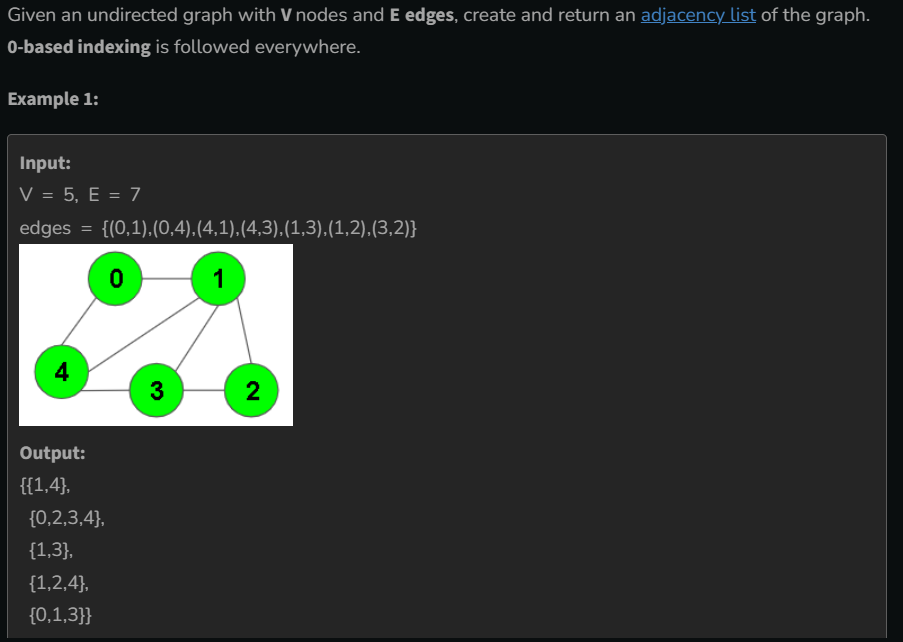 Given an undirected graph with V nodes and E edges, create and return an adjacency list of the graph.
0-based indexing is followed everywhere.
Example 1:
Input:
V = 5, E = 7
edges = {(0,1),(0,4),(4,1),(4,3),(1,3),(1,2),(3,2)}
0 1
4 3 2
Output:
{{1,4},
{0,2,3,4},
{1,3},
{1,2,4},
{0,1,3}}